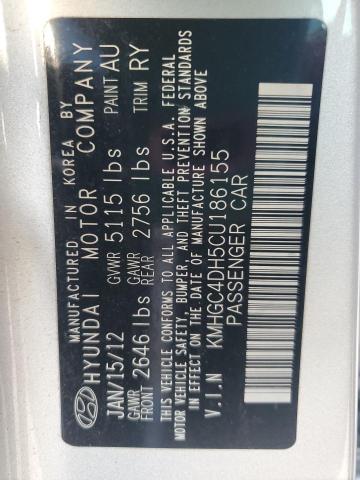 MANUFACTURED IN KOREA BY
HYUNDAI MOTOR COMPANY
JAN/15/12 GVWR 5115 lbs PAINT AU
GAWR FRONT 2646 lbs GAWR REAR 2756 lbs TRIM RY
THIS VEHICLE CONFORMS TO ALL APPLICABLE U.S.A. FEDERAL
MOTOR VEHICLE SAFETY, BUMPER, AND THEFT PREVENTION STANDARDS
IN EFFECT ON THE DATE OF MANUFACTURE SHOWN ABOVE
V.I.N KMHGC4DH5CU186155
PASSENGER CAR